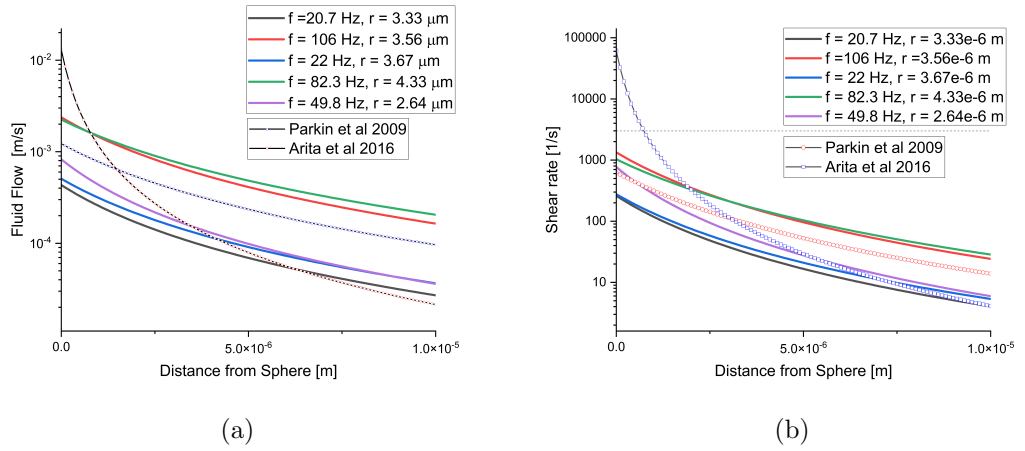 f =20.7 Hz, r = 3.33 μm
f = 106 Hz, r = 3.56 μm
f = 22 Hz, r = 3.67 μm
f = 82.3 Hz, r = 4.33 μm
f = 49.8 Hz, r = 2.64 μm
Parkin et al 2009
Arita et al 2016
10⁻²
10⁻³
10⁻⁴
Fluid Flow [m/s]
0.0
5.0×10⁻⁶
1.0×10⁻⁵
Distance from Sphere [m]
(a)
f = 20.7 Hz, r = 3.33e-6 m
f =106 Hz, r =3.56e-6 m
f = 22 Hz, r = 3.67e-6 m
f = 82.3 Hz, r = 4.33e-6 m
f = 49.8 Hz, r = 2.64e-6 m
Parkin et al 2009
Arita et al 2016
100000
10000
1000
100
10
Shear rate [1/s]
0.0
5.0×10⁻⁶
1.0×10⁻⁵
Distance from Sphere [m]
(b)